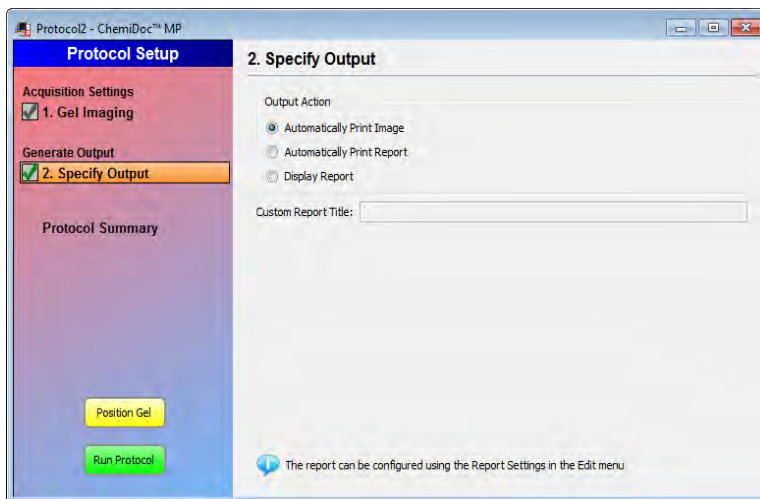 Protocol2 - ChemiDoc™ MP
Protocol Setup
Acquisition Settings
1. Gel Imaging
Generate Output
2. Specify Output
Protocol Summary
Position Gel
Run Protocol
2. Specify Output
Output Action
Automatically Print Image
Automatically Print Report
Display Report
Custom Report Title:
The report can be configured using the Report Settings in the Edit menu